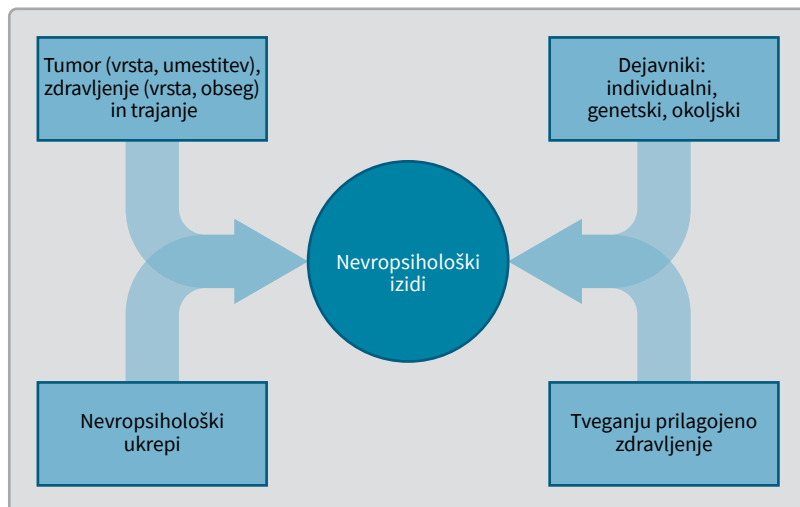 Tumor (vrsta, umestitev),
zdravljenje (vrsta, obseg)
in trajanje
Dejavniki:
individualni,
genetski, okoljski
Nevropsihološki
izidi
Nevropsihološki
ukrepi
Tveganju prilagojeno
zdravljenje